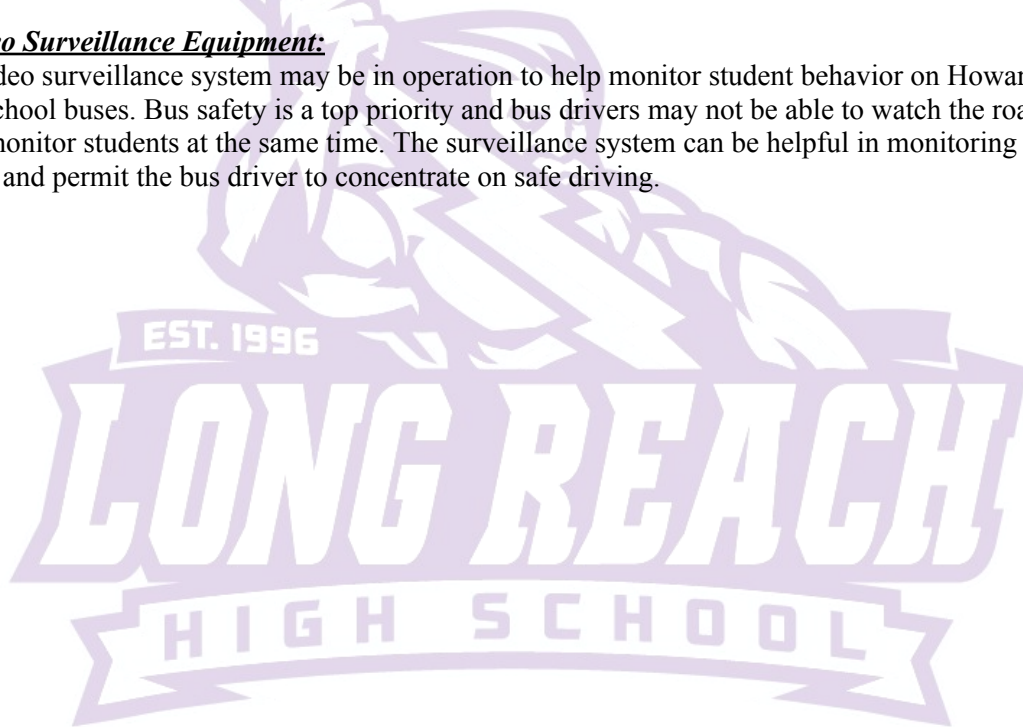 eo Surveillance Equipment:
deo surveillance system may be in operation to help monitor student behavior on Howar
chool buses. Bus safety is a top priority and bus drivers may not be able to watch the roa
monitor students at the same time. The surveillance system can be helpful in monitoring
and permit the bus driver to concentrate on safe driving.
EST. 1996
LONG REACH
HIGH SCHOOL